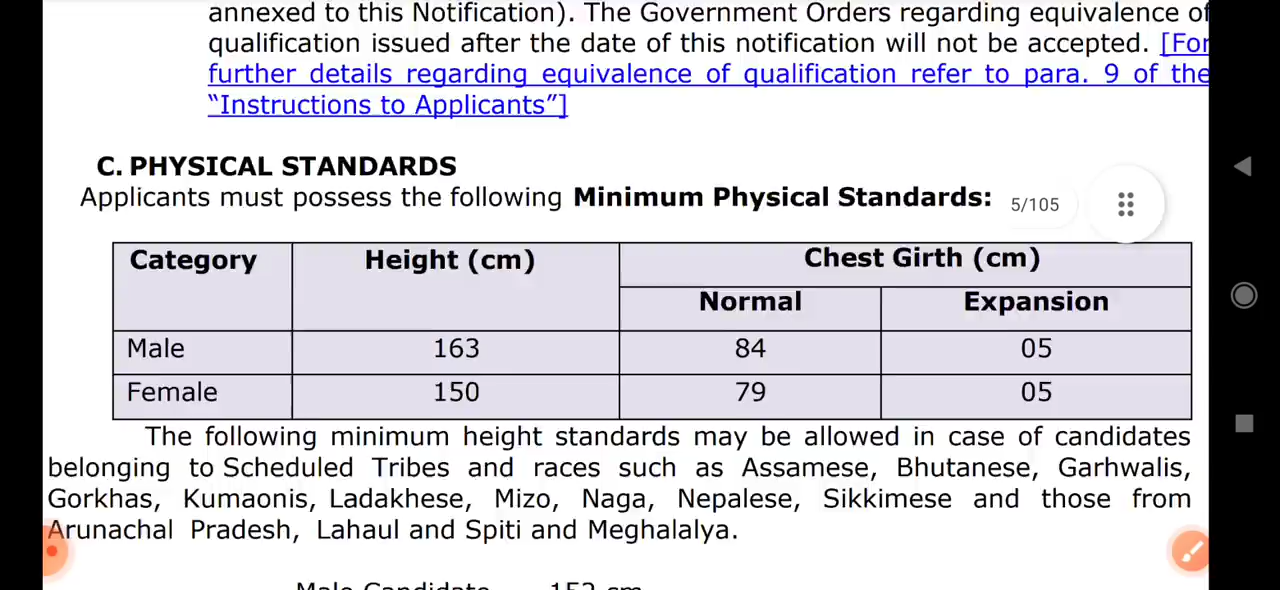 annexed to this Notification). The Government Orders regarding equivalence of
qualification issued after the date of this notification will not be accepted. [For
further details regarding equivalence of qualification refer to para. 9 of the
“Instructions to Applicants”]
C. PHYSICAL STANDARDS
Applicants must possess the following Minimum Physical Standards:
5/105
Category Height (cm) Chest Girth (cm)
Normal Expansion
Male 163 84 05
Female 150 79 05
The following minimum height standards may be allowed in case of candidates
belonging to Scheduled Tribes and races such as Assamese, Bhutanese, Garhwalis,
Gorkhas, Kumaonis, Ladakhese, Mizo, Naga, Nepalese, Sikkimese and those from
Arunachal Pradesh, Lahaul and Spiti and Meghalalya.
Male Candidate 152 cm